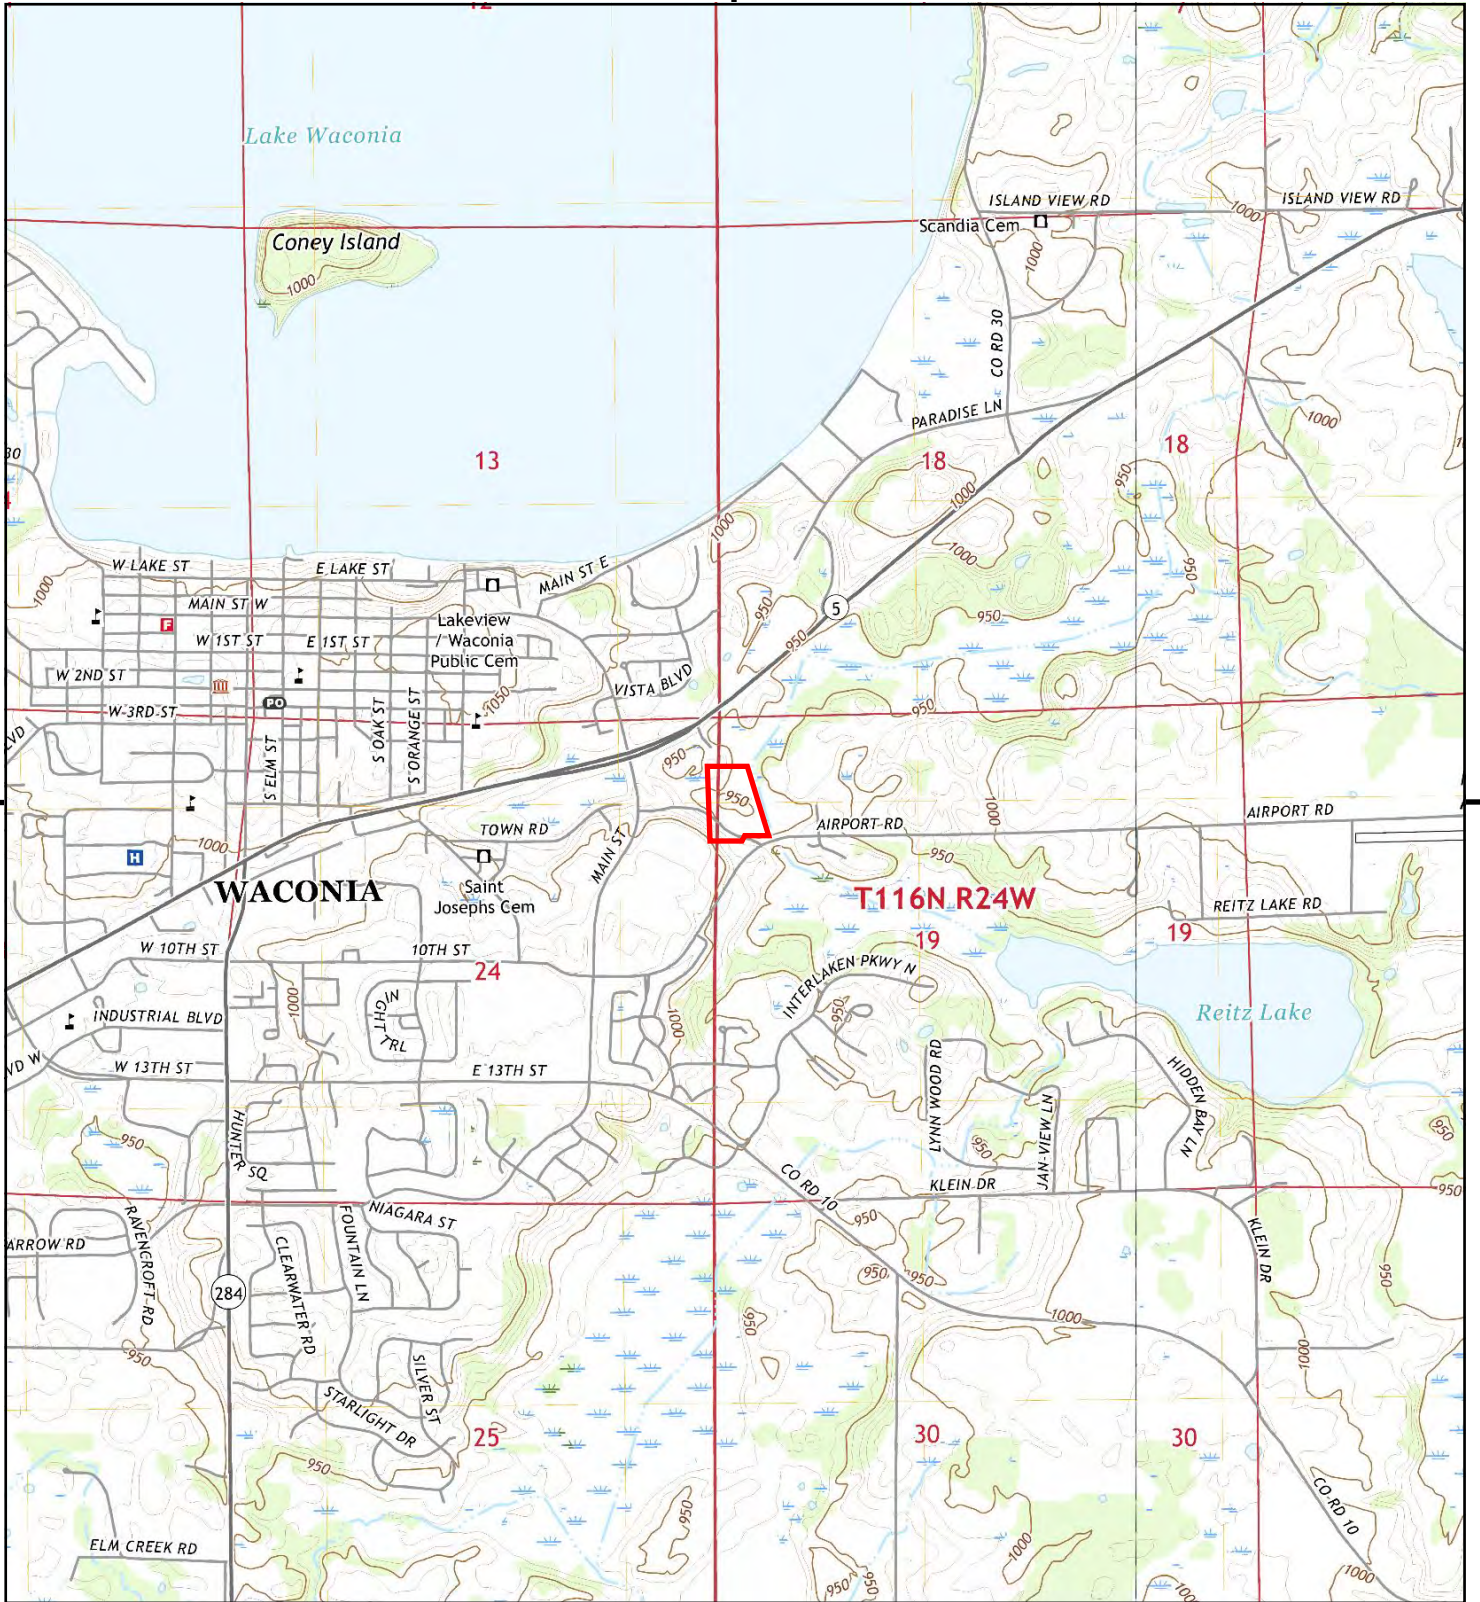 12
Lake Waconia
Coney Island
1000
ISLAND VIEW RD
ISLAND VIEW RD
Scandia Cem
1000
1000
CO RD 30
PARADISE LN
1000
30
13
18
18
950
1000
1000
1000
950
W LAKE ST
E LAKE ST
MAIN ST E
1000
MAIN ST W
F
W 1ST ST
E 1ST ST
Lakeview
/ Waconia
Public Cem
950
5
950
950
W 2ND ST
VISTA BLVD
PO
W 3RD ST
1050
950
S OAK ST
S ORANGE ST
S ELM ST
950
950
1000
AIRPORT RD
AIRPORT RD
TOWN RD
MAIN ST
1000
H
950
WACONIA
Saint
Josephs Cem
T116N R24W
REITZ LAKE RD
W 10TH ST
10TH ST
24
19
19
INTERLAKEN PKWY N
NIGHT TRL
1000
950
1000
Reitz Lake
INDUSTRIAL BLVD
VD W
W 13TH ST
E 13TH ST
LYNN WOOD RD
JAN-VIEW LN
HIDDEN BAY LN
950
HUNTER SQ
950
950
CO RD 10
KLEIN DR
950
NIAGARA ST
950
ARROW RD
RAVENCROFT RD
FOUNTAIN LN
CLEARWATER RD
KLEIN DR
950
950
950
284
1000
950
950
1000
SILVER ST
STARLIGHT DR
25
30
30
950
950
CO RD 10
ELM CREEK RD
1000
1000
950
950